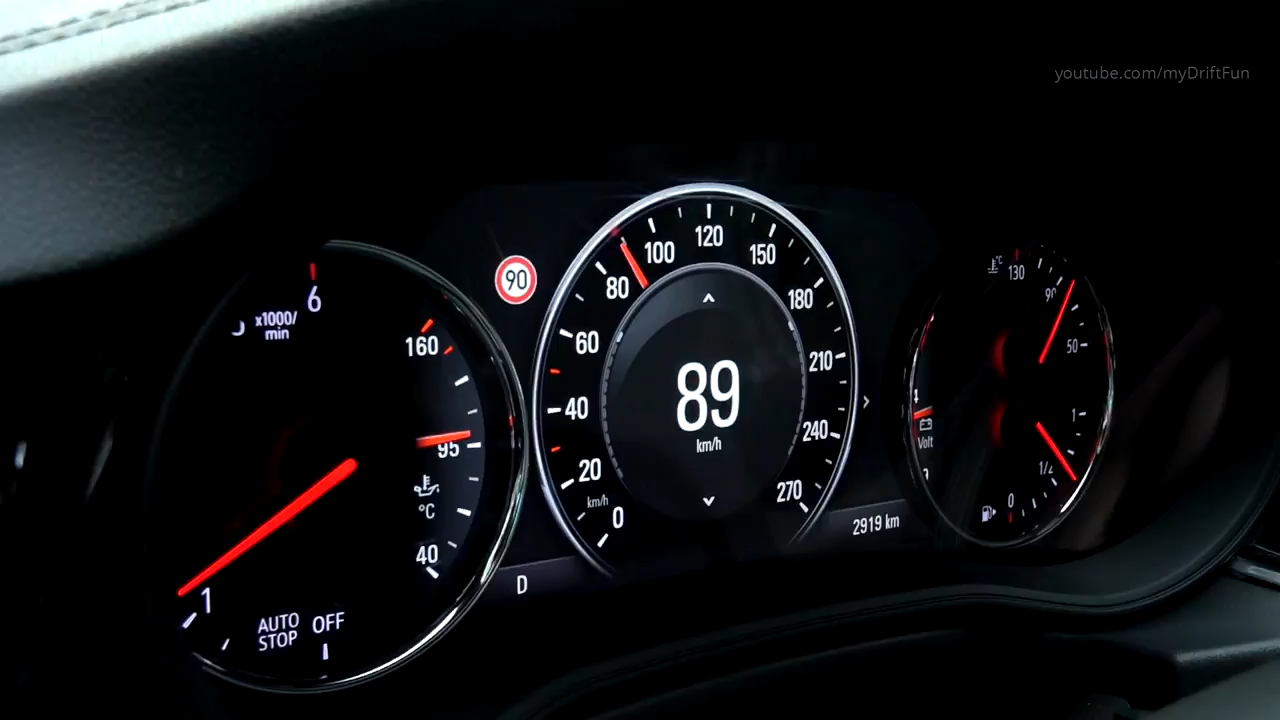 youtube.com/myDriftFun
x1000/
min
6
1
AUTO
STOP
OFF
160
95
°C
40
90
0
20
40
60
80
100
120
150
180
210
240
270
km/h
89
km/h
D
2919 km
°C
130
90
50
Volt
1
1/2
0